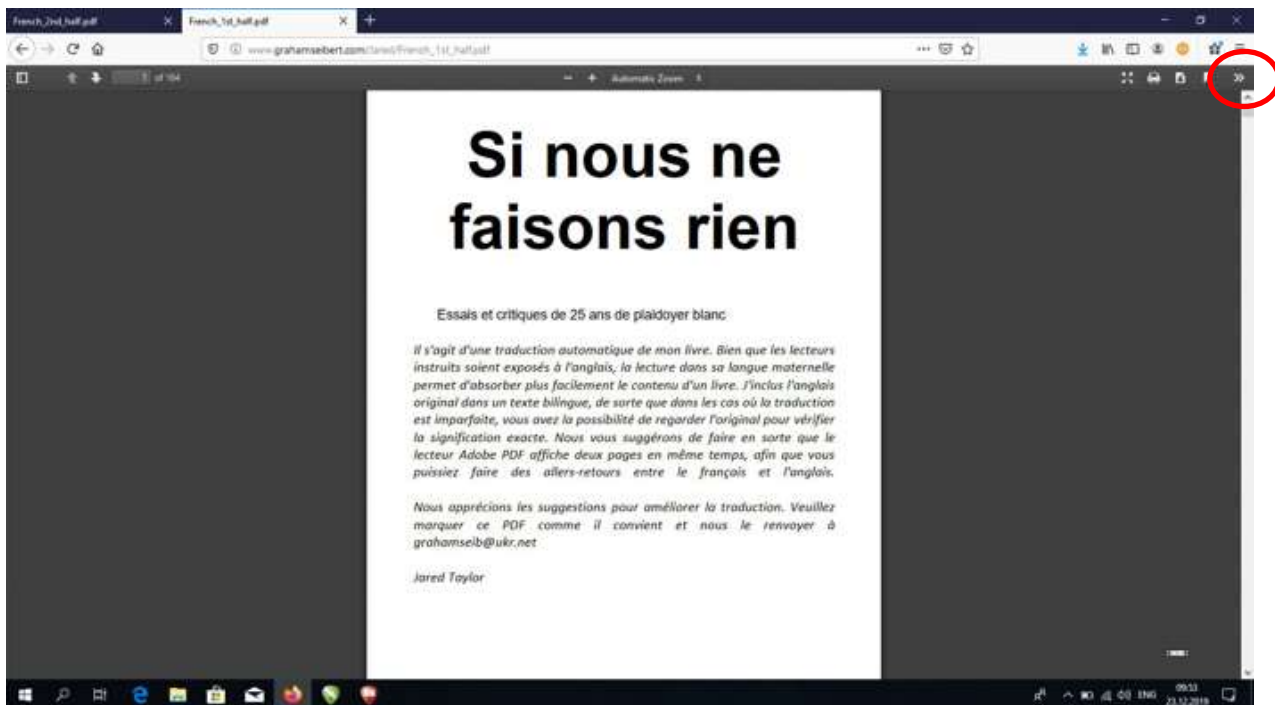 French_2nd_half.pdf
French_1st_half.pdf
www.grahamseibert.com/Jared/French_1st_half.pdf
1 of 104
Automatic Zoom
Si nous ne
faisons rien
Essais et critiques de 25 ans de plaidoyer blanc
Il s'agit d'une traduction automatique de mon livre. Bien que les lecteurs
instruits soient exposés à l'anglais, la lecture dans sa langue maternelle
permet d'absorber plus facilement le contenu d'un livre. J'inclus l'anglais
original dans un texte bilingue, de sorte que dans les cas où la traduction
est imparfaite, vous avez la possibilité de regarder l'original pour vérifier
la signification exacte. Nous vous suggérons de faire en sorte que le
lecteur Adobe PDF affiche deux pages en même temps, afin que vous
puissiez faire des allers-retours entre le français et l'anglais.
Nous apprécions les suggestions pour améliorer la traduction. Veuillez
marquer ce PDF comme il convient et nous le renvoyer à
grahamseib@ukr.net
Jared Taylor
ENG
09:53
23.12.2019